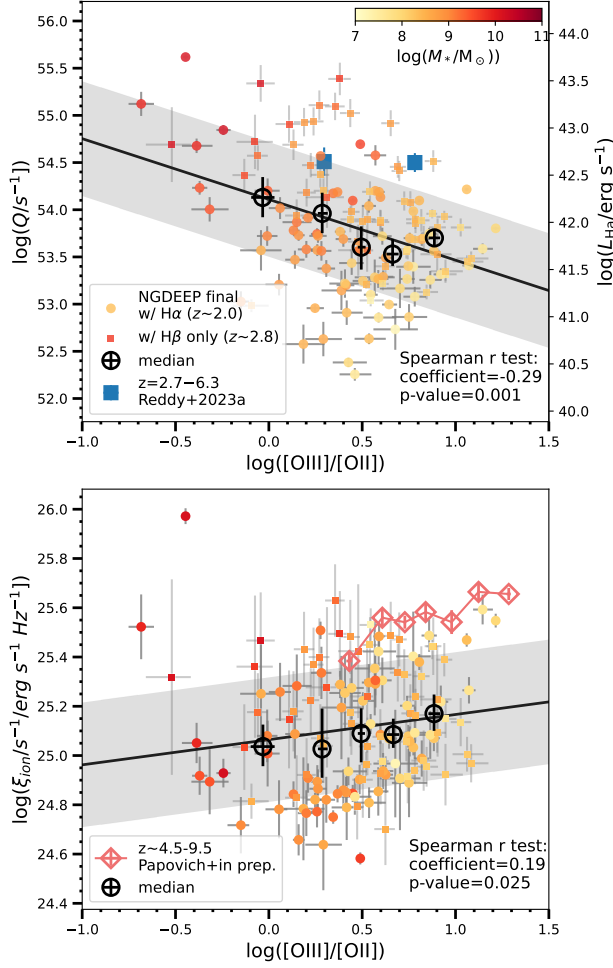 7 8 9 10 11
log(M*/M⊙)
56.0
55.5
55.0
54.5
54.0
53.5
53.0
52.5
52.0
log(Q/s⁻¹)
44.0
43.5
43.0
42.5
42.0
41.5
41.0
40.5
40.0
log(L_Hα/erg s⁻¹)
NGDEEP final
w/ Hα (z~2.0)
w/ Hβ only (z~2.8)
median
z=2.7−6.3
Reddy+2023a
Spearman r test:
coefficient=-0.29
p-value=0.001
−1.0 −0.5 0.0 0.5 1.0 1.5
log([OIII]/[OII])
26.0
25.8
25.6
25.4
25.2
25.0
24.8
24.6
24.4
log(ξ_ion/s⁻¹/erg s⁻¹ Hz⁻¹])
z~4.5-9.5
Papovich+in prep.
median
Spearman r test:
coefficient=0.19
p-value=0.025
−1.0 −0.5 0.0 0.5 1.0 1.5
log([OIII]/[OII])